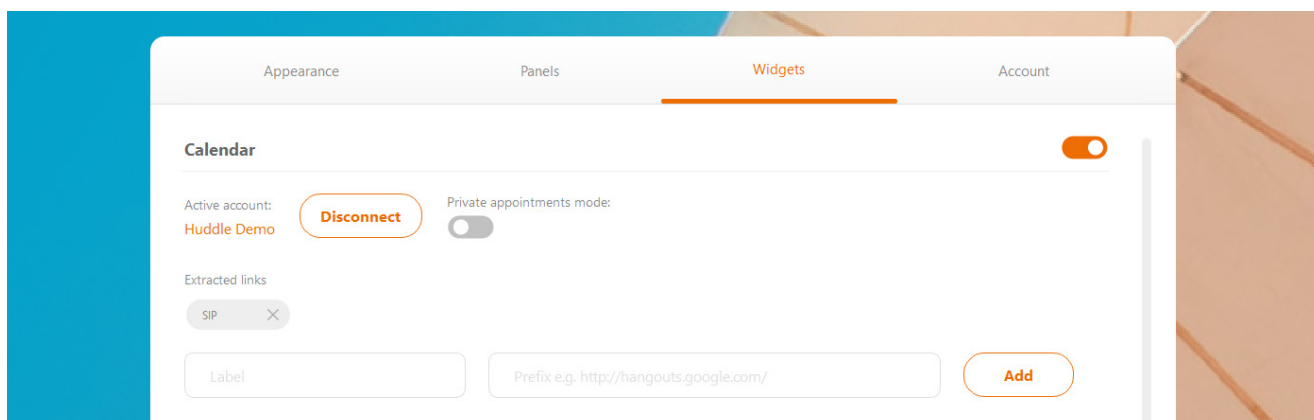 Appearance Panels Widgets Account
Calendar
Active account:
Huddle Demo
Disconnect
Private appointments mode:
Extracted links
SIP
Label Prefix e.g. http://hangouts.google.com/ Add